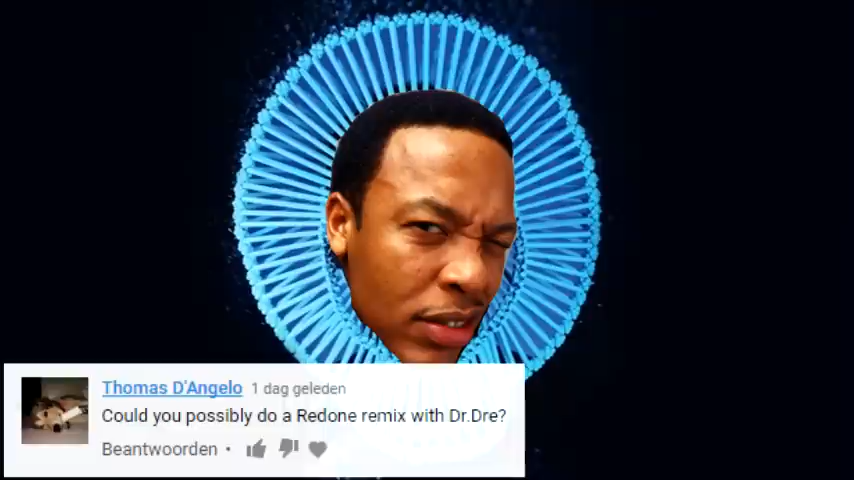 Thomas D'Angelo 1 dag geleden
Could you possibly do a Redone remix with Dr.Dre?
Beantwoorden •